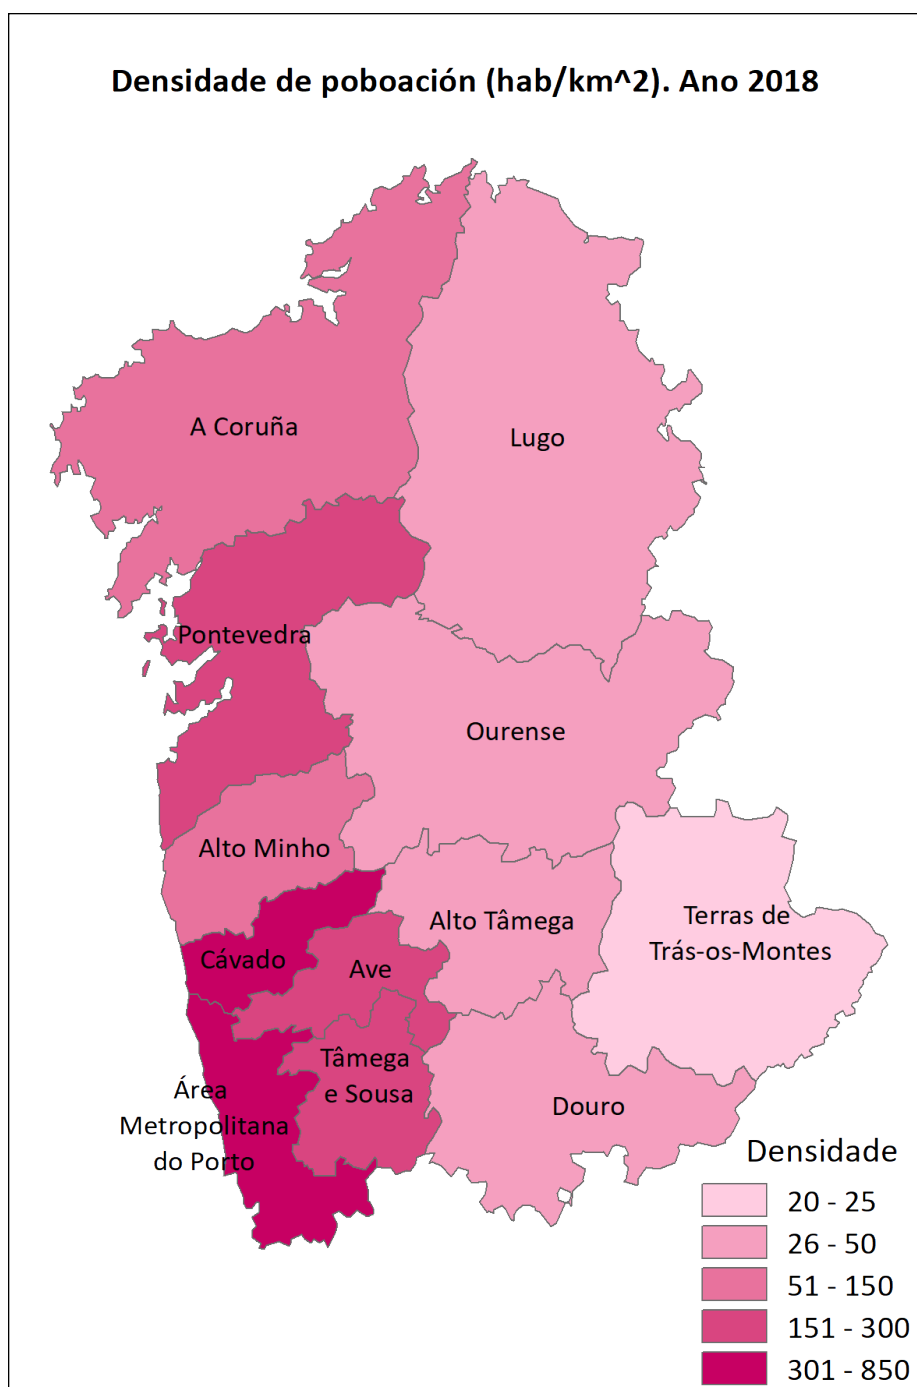 Densidade de poboación (hab/km^2). Ano 2018
A Coruña
Lugo
Pontevedra
Ourense
Alto Minho
Alto Tâmega
Terras de
Trás-os-Montes
Cávado
Ave
Tâmega
e Sousa
Área
Metropolitana
do Porto
Douro
Densidade
20 - 25
26 - 50
51 - 150
151 - 300
301 - 850